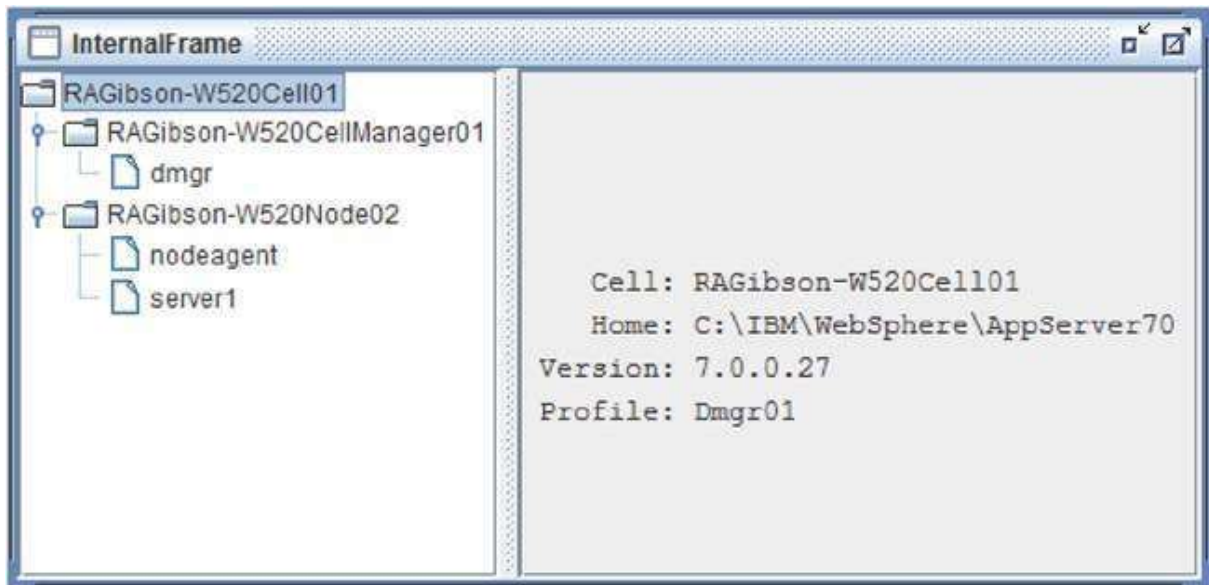 InternalFrame
RAGibson-W520Cell01
RAGibson-W520CellManager01
dmgr
RAGibson-W520Node02
nodeagent
server1
Cell: RAGibson-W520Cell01
Home: C:\IBM\WebSphere\AppServer70
Version: 7.0.0.27
Profile: Dmgr01